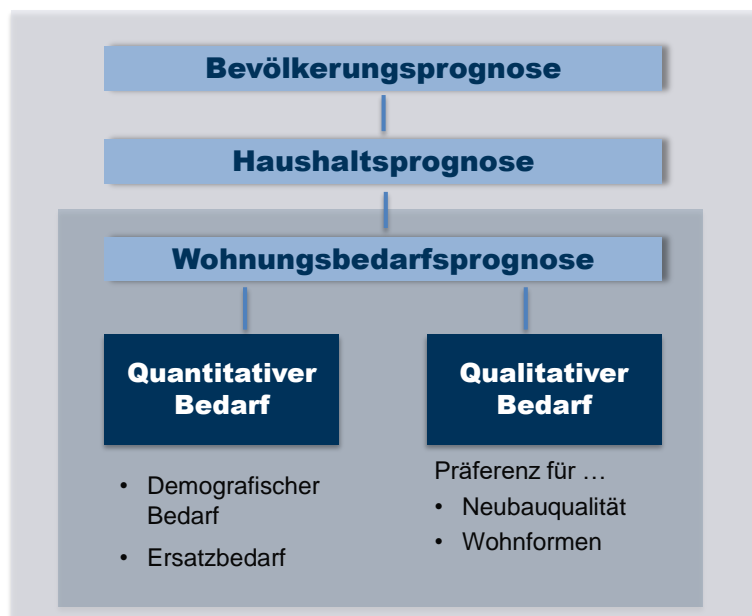 Bevölkerungsprognose
Haushaltsprognose
Wohnungsbedarfsprognose
Quantitativer
Bedarf
• Demografischer
Bedarf
• Ersatzbedarf
Qualitativer
Bedarf
Präferenz für …
• Neubauqualität
• Wohnformen